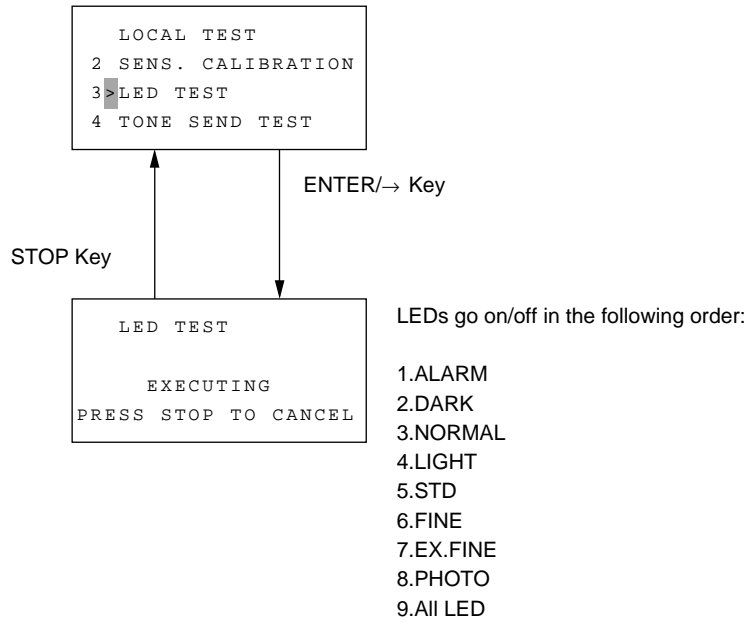 LOCAL TEST
2 SENS. CALIBRATION
3>LED TEST
4 TONE SEND TEST
ENTER/→ Key
STOP Key
LED TEST
EXECUTING
PRESS STOP TO CANCEL
LEDs go on/off in the following order:
1.ALARM
2.DARK
3.NORMAL
4.LIGHT
5.STD
6.FINE
7.EX.FINE
8.PHOTO
9.All LED